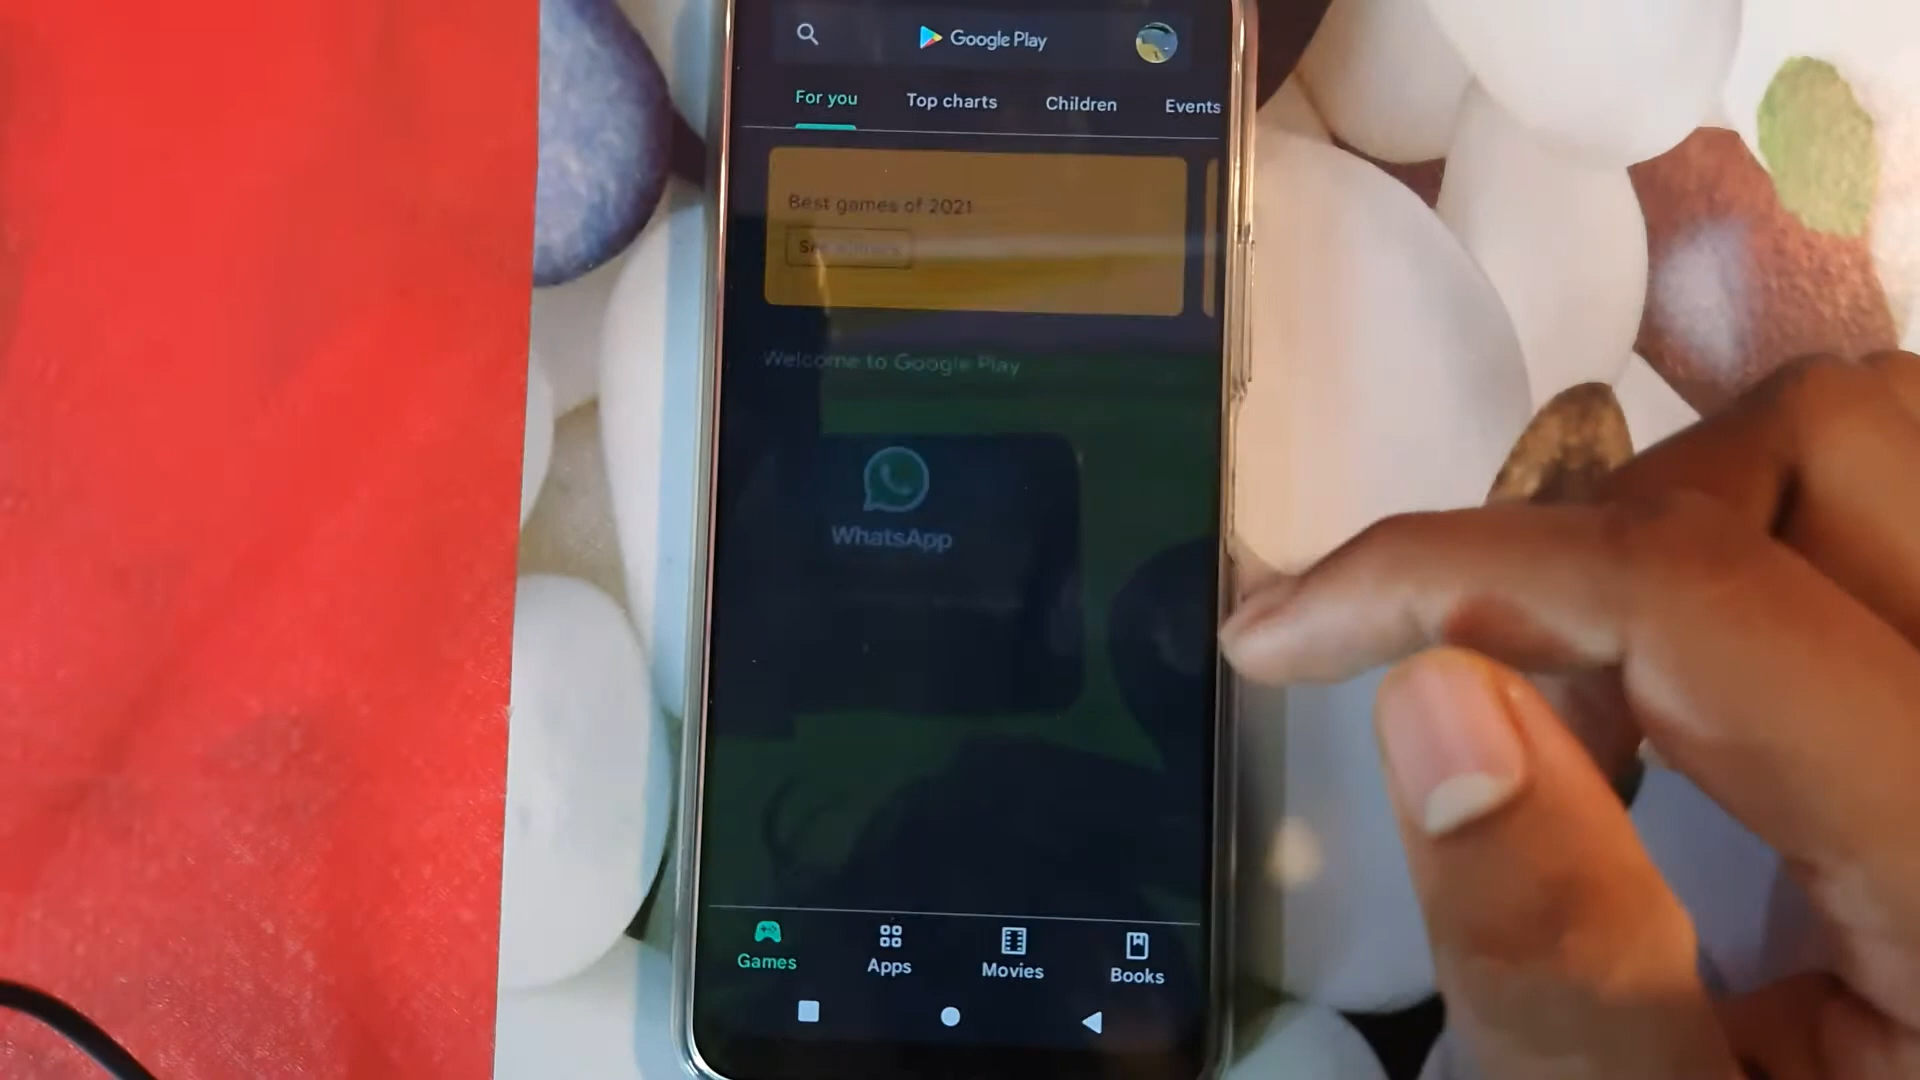 Google Play
For you Top charts Children Events
Best games of 2021
Welcome to Google Play
WhatsApp
Games Apps Movies Books